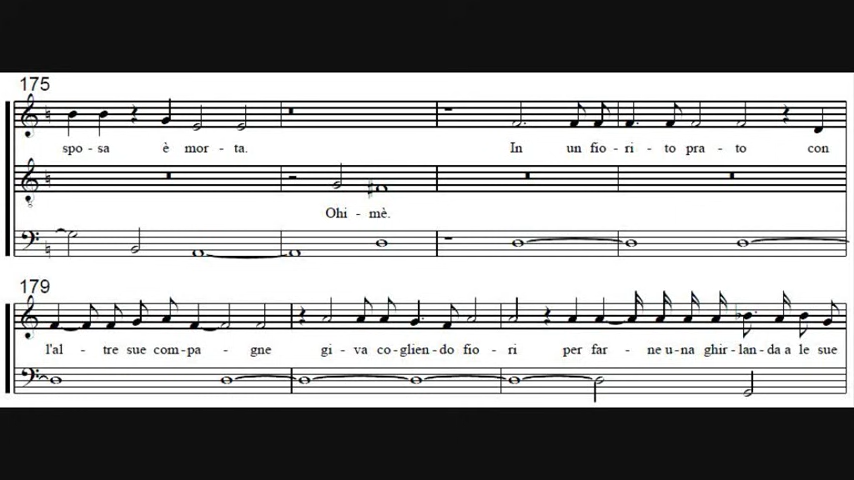 175
spo - sa è mor - ta. In un fio - ri - to pra - to con
Ohi - mè.
179
l'al - tre sue com - pa - gne gi - va co-glien - do fio - ri per far - ne u-na ghir-lan-da a le sue